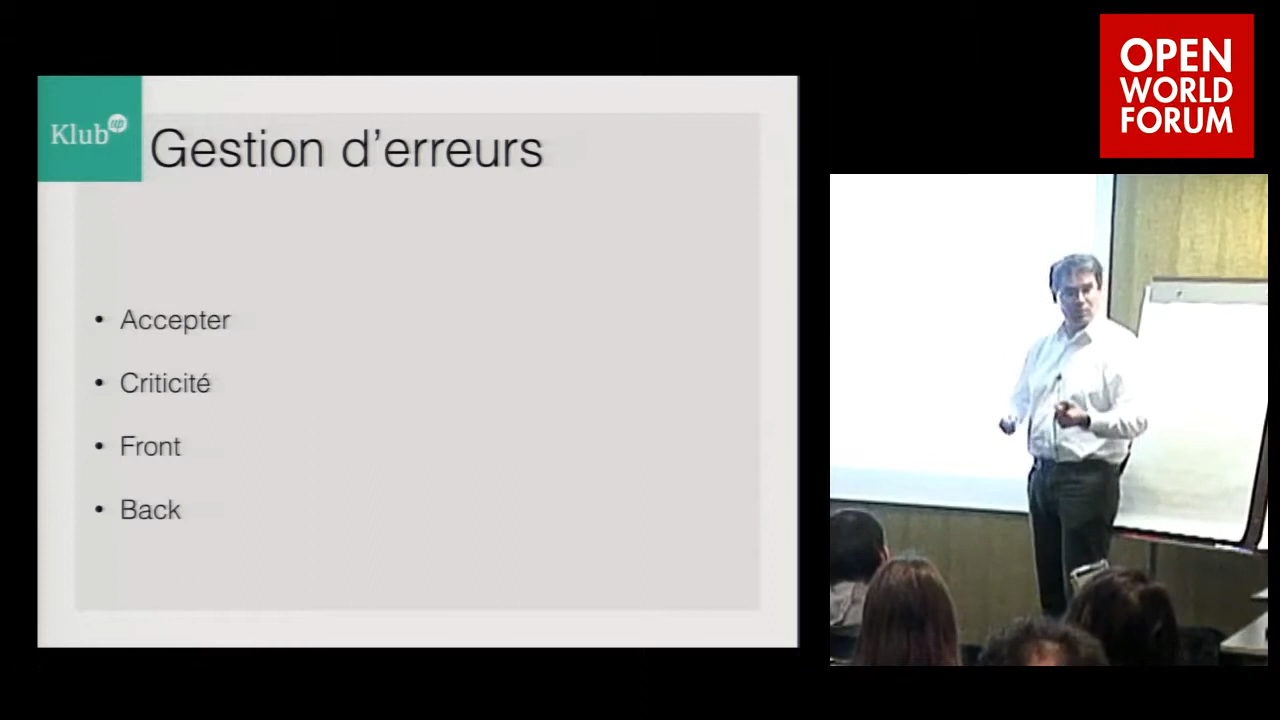 OPEN
WORLD
FORUM
Klub up
Gestion d'erreurs
• Accepter
• Criticité
• Front
• Back